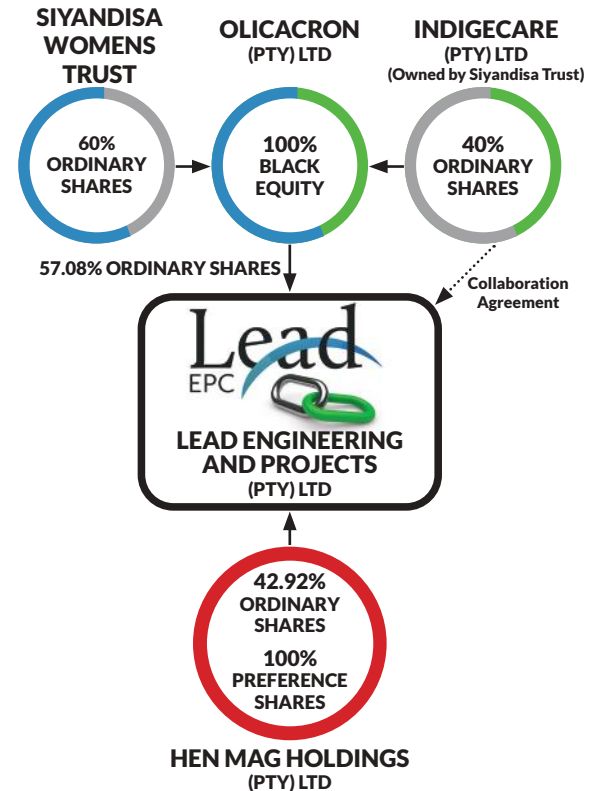 SIYANDISA
WOMENS
TRUST
OLICACRON
(PTY) LTD
INDIGECARE
(PTY) LTD
(Owned by Siyandisa Trust)
60%
ORDINARY
SHARES
100%
BLACK
EQUITY
40%
ORDINARY
SHARES
57.08% ORDINARY SHARES
Collaboration
Agreement
Lead
EPC
LEAD ENGINEERING
AND PROJECTS
(PTY) LTD
42.92%
ORDINARY
SHARES
100%
PREFERENCE
SHARES
HEN MAG HOLDINGS
(PTY) LTD